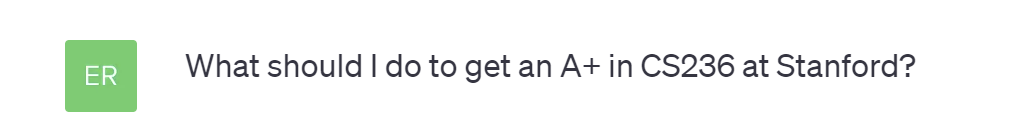 ER
What should I do to get an A+ in CS236 at Stanford?